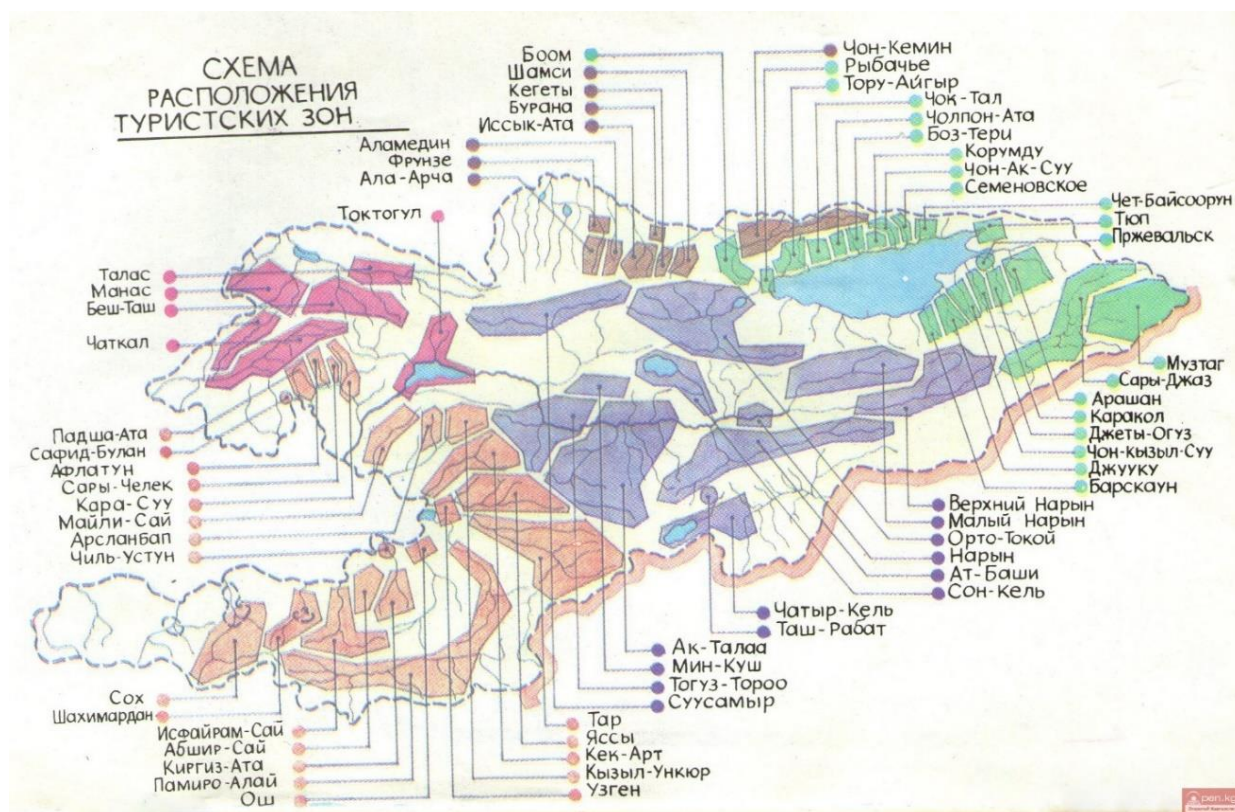 СХЕМА
РАСПОЛОЖЕНИЯ
ТУРИСТСКИХ ЗОН
Боом
Шамси
Кегеты
Бурана
Иссык-Ата
Аламедин
Фрунзе
Ала-Арча
Токтогул
Чон-Кемин
Рыбачье
Тору-Айгыр
Чок-Тал
Чолпон-Ата
Боз-Тери
Корумду
Чон-Ак-Суу
Семеновское
Чет-Байсоорун
Тюп
Пржевальск
Талас
Манас
Беш-Таш
Чаткал
Падша-Ата
Сафид-Булан
Афлатун
Сары-Челек
Кара-Суу
Майли-Сай
Арсланбап
Чиль-Устун
Музтаг
Сары-Джаз
Арашан
Каракол
Джеты-Огуз
Чон-кызыл-Суу
Джууку
Барскаун
Верхний Нарын
Малый Нарын
Орто-Токой
Нарын
Ат-Баши
Сон-Кель
Чатыр-Кель
Таш-Рабат
Ак-Талаа
Мин-Куш
Тогуз-Тороо
Суусамыр
Сох
Шахимардан
Исфайрам-Сай
Абшир-Сай
Киргиз-Ата
Памиро-Алай
Ош
Тар
Яссы
Кек-Арт
Кызыл-Ункюр
Узген
open.kg